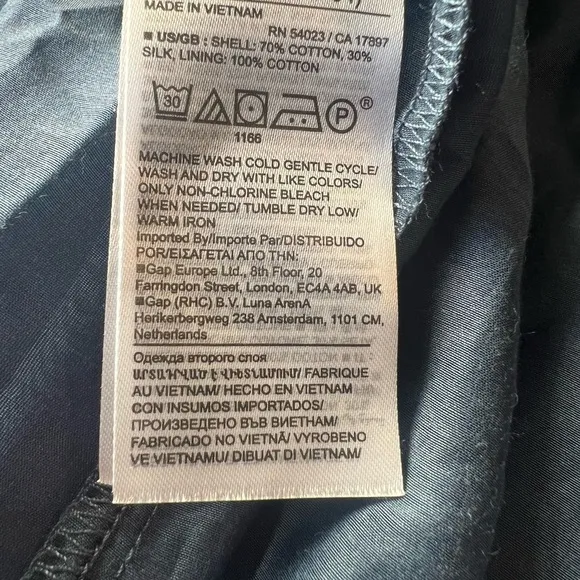 MADE IN VIETNAM
RN 54023 / CA 17897
■ US/GB : SHELL: 70% COTTON, 30%
SILK, LINING: 100% COTTON
30
P ®
1166
MACHINE WASH COLD GENTLE CYCLE/
WASH AND DRY WITH LIKE COLORS/
ONLY NON-CHLORINE BLEACH
WHEN NEEDED/ TUMBLE DRY LOW/
WARM IRON
Imported By/Importe Par/DISTRIBUIDO
POR/ΕΙΣΑΓΕΤΑΙ ΑΠΟ ΤΗΝ:
■Gap Europe Ltd., 8th Floor, 20
Farringdon Street, London, EC4A 4AB, UK
■Gap (RHC) B.V. Luna ArenA
Herikerbergweg 238 Amsterdam, 1101 CM,
Netherlands
Одежда второго слоя
ԱՐՏԱԴՎԱԾ Է ՎԻԵՏՆԱՄՈՒՄ/ FABRIQUE
AU VIETNAM/ HECHO EN VIETNAM
CON INSUMOS IMPORTADOS/
ПРОИЗВЕДЕНО ВЪВ ВИЕТНАМ/
FABRICADO NO VIETNÃ/ VYROBENO
VE VIETNAMU/ DIBUAT DI VIETNAM/